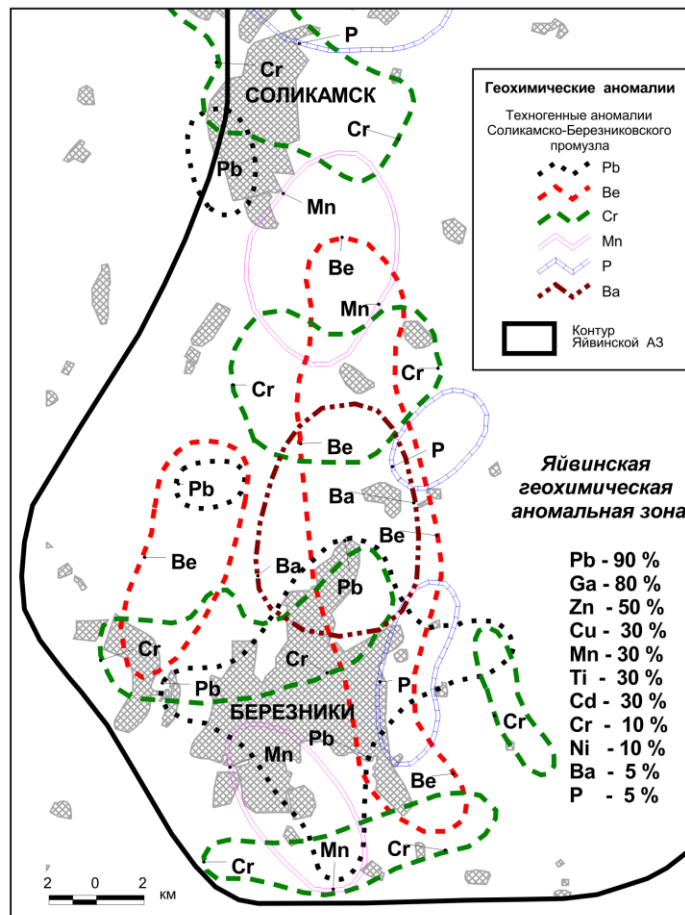 P
Cr
СОЛИКАМСК
Cr
Pb
Mn
Be
Mn
Cr
Be
P
Pb
Ba
Be
Be
Ba
Pb
Cr
Cr
Pb
P
Cr
БЕРЕЗНИКИ
Mn
Pb
Be
Mn
Cr
Cr
2 0 2
км
Геохимические аномалии
Техногенные аномалии
Соликамско-Березниковского
промузла
Pb
Be
Cr
Mn
P
Ba
Контур
Яйвинской АЗ
Яйвинская
геохимическая
аномальная зона
Pb - 90 %
Ga - 80 %
Zn - 50 %
Cu - 30 %
Mn - 30 %
Ti - 30 %
Cd - 30 %
Cr - 10 %
Ni - 10 %
Ba - 5 %
P - 5 %